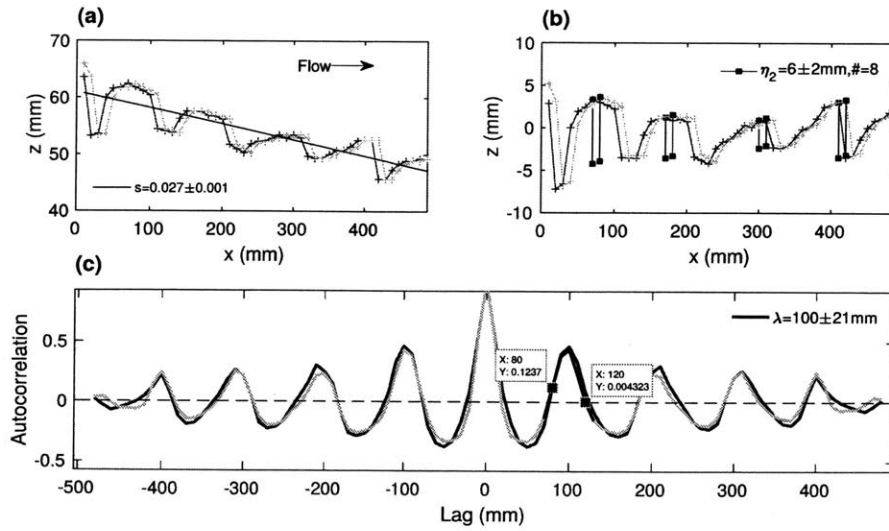 (a)
70
60
50
40
z (mm)
Flow
s=0.027±0.001
0 100 200 300 400
x (mm)
(b)
10
5
0
-5
-10
z (mm)
η2=6±2mm,#=8
0 100 200 300 400
x (mm)
(c)
0.5
0
-0.5
Autocorrelation
λ=100±21mm
X: 80
Y: 0.1237
X: 120
Y: 0.004323
-500 -400 -300 -200 -100 0 100 200 300 400
Lag (mm)